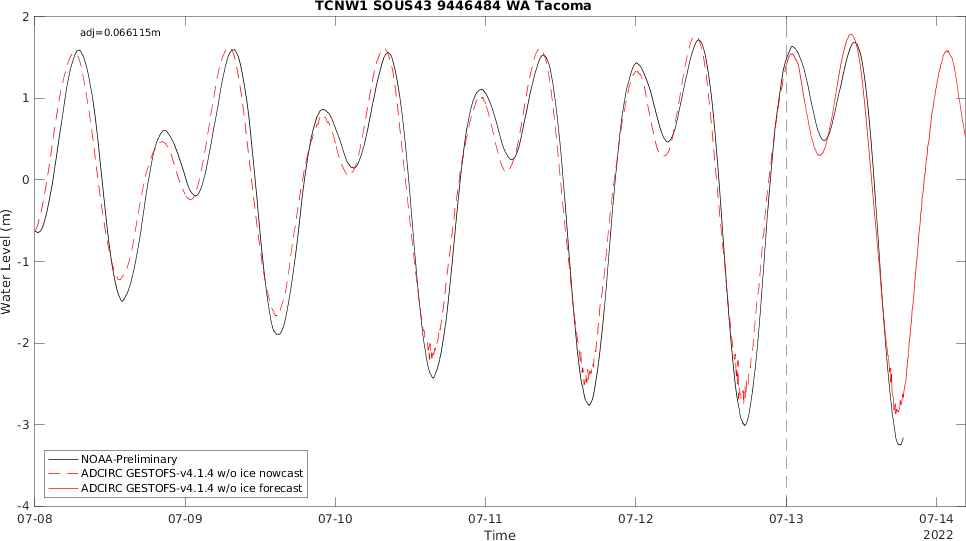 TCNW1 SOUS43 9446484 WA Tacoma
adj=0.066115m
2
1
0
-1
-2
-3
-4
Water Level (m)
NOAA-Preliminary
ADCIRC GESTOFS-v4.1.4 w/o ice nowcast
ADCIRC GESTOFS-v4.1.4 w/o ice forecast
07-08 07-09 07-10 07-11 07-12 07-13 07-14
Time
2022